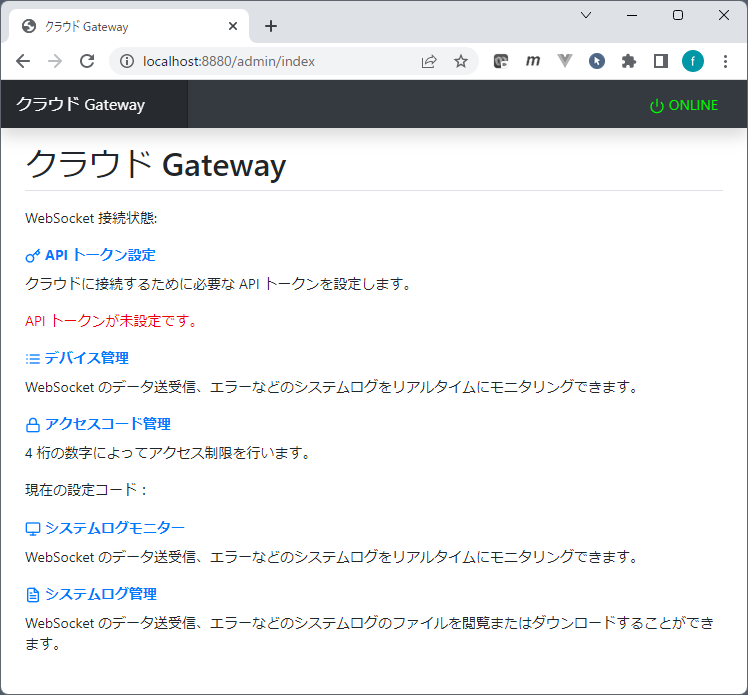 クラウド Gateway
localhost:8880/admin/index
m
f
クラウド Gateway
ONLINE
クラウド Gateway
WebSocket 接続状態:
API トークン設定
クラウドに接続するために必要な API トークンを設定します。
API トークンが未設定です。
デバイス管理
WebSocket のデータ送受信、エラーなどのシステムログをリアルタイムにモニタリングできます。
アクセスコード管理
4 桁の数字によってアクセス制限を行います。
現在の設定コード：
システムログモニター
WebSocket のデータ送受信、エラーなどのシステムログをリアルタイムにモニタリングできます。
システムログ管理
WebSocket のデータ送受信、エラーなどのシステムログのファイルを閲覧またはダウンロードすることができ
ます。